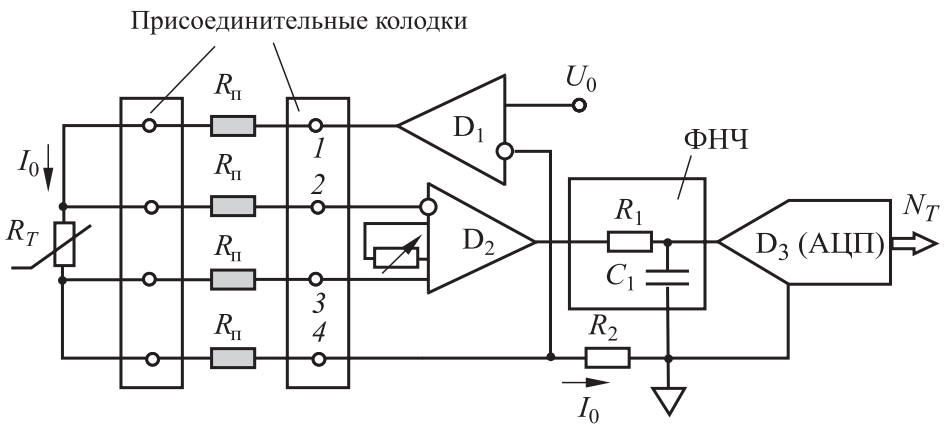 Присоединительные колодки
Rп
U0
D1
ФНЧ
1
I0
Rп
2
NT
RT
D2
R1
D3 (АЦП)
Rп
C1
3
Rп
4
R2
I0